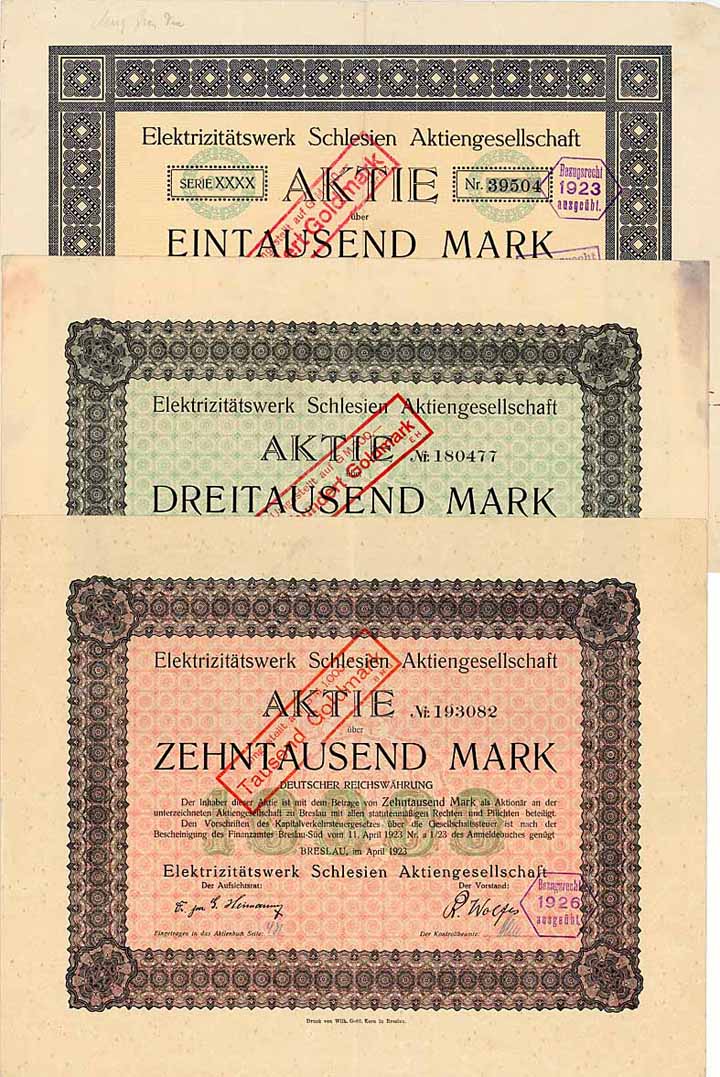 Elektrizitätswerk Schlesien Aktiengesellschaft
SERIE XXXX
AKTIE
Nr. 39504
Bezugsrecht
1923
ausgeübt.
über
EINTAUSEND MARK
Goldmark
Elektrizitätswerk Schlesien Aktiengesellschaft
AKTIE Nr. 180477
DREITAUSEND MARK
Umgestellt auf G.M.
Goldmark
E H
Elektrizitätswerk Schlesien Aktiengesellschaft
AKTIE Nr. 193082
über
ZEHNTAUSEND MARK
Tausend Goldmark
DEUTSCHER REICHSWÄHRUNG
10000
Der Inhaber dieser Aktie ist mit dem Betrage von Zehntausend Mark als Aktionär an der
unterzeichneten Aktiengesellschaft zu Breslau mit allen statutenmäßigen Rechten und Pflichten beteiligt.
Den Vorschriften des Kapitalverkehrsteuergesetzes über die Gesellschaftssteuer ist nach der
Bescheinigung des Finanzamtes Breslau-Süd vom 11. April 1923 Nr. a 1/23 des Anmeldebuches genügt
BRESLAU, im April 1923
Elektrizitätswerk Schlesien Aktiengesellschaft
Der Aufsichtsrat:
Der Vorstand:
R. Wolfes
Bezugsrecht
1926
ausgeübt
Eingetragen in das Aktienbuch Seite:
Der Kontrollbeamte:
Druck von Wilh. Gottl. Korn in Breslau.